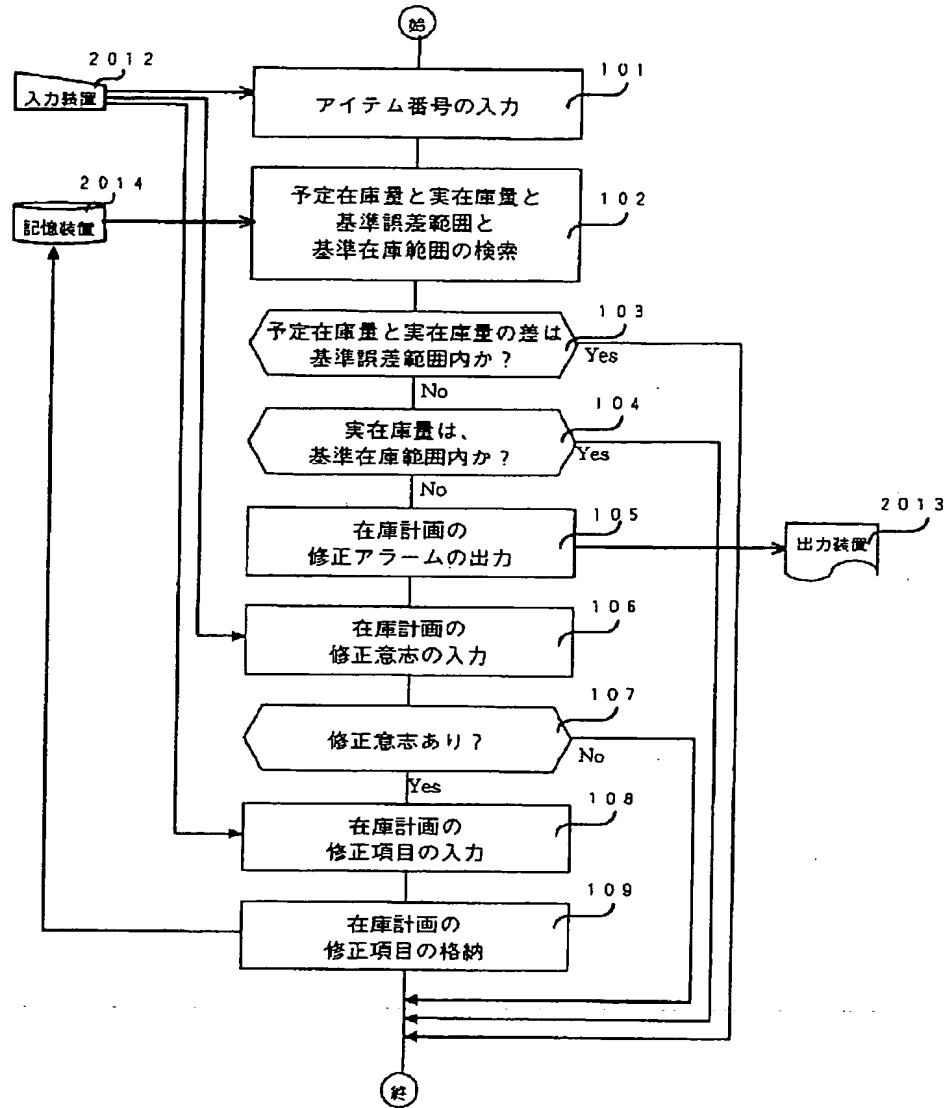 始
2012
入力装置
101
アイテム番号の入力
2014
記憶装置
102
予定在庫量と実在庫量と
基準誤差範囲と
基準在庫範囲の検索
103
予定在庫量と実在庫量の差は
基準誤差範囲内か？
Yes
No
104
実在庫量は、
基準在庫範囲内か？
Yes
No
105
在庫計画の
修正アラームの出力
2013
出力装置
106
在庫計画の
修正意志の入力
107
修正意志あり？
No
Yes
108
在庫計画の
修正項目の入力
109
在庫計画の
修正項目の格納
終